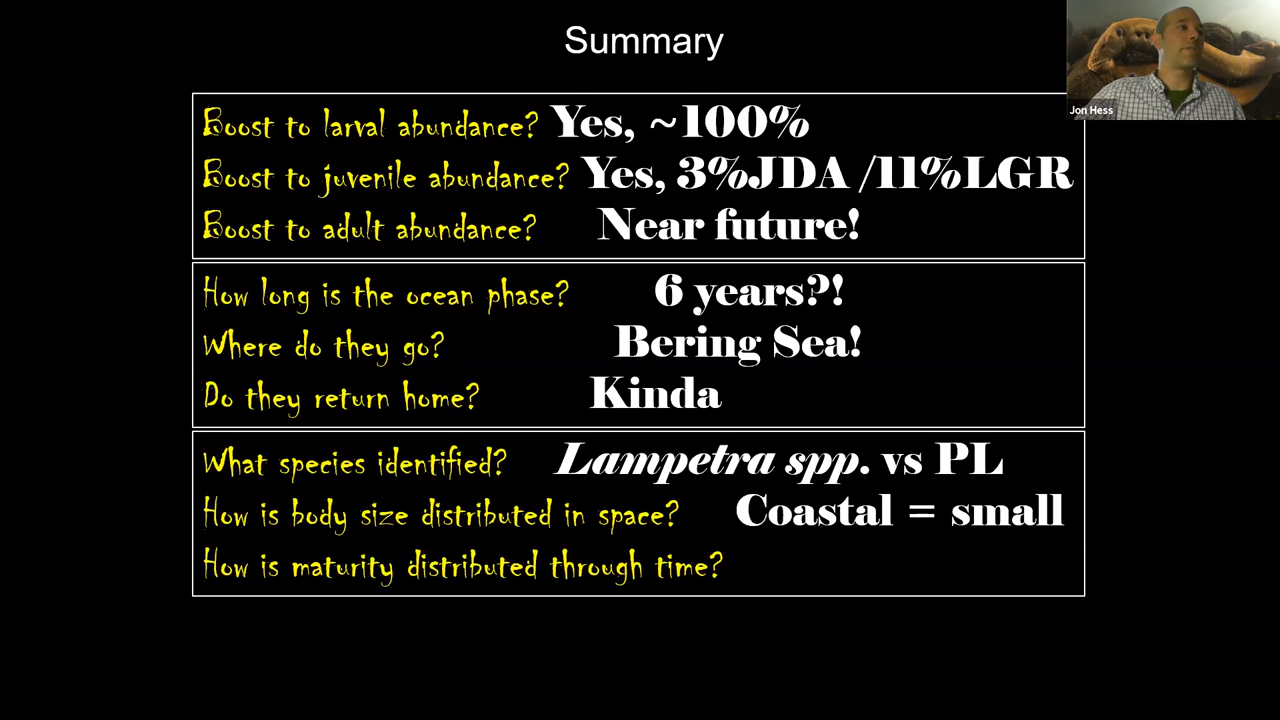 Summary
Jon Hess
Boost to larval abundance? Yes, ~100%
Boost to juvenile abundance? Yes, 3%JDA /11%LGR
Boost to adult abundance? Near future!
How long is the ocean phase? 6 years?!
Where do they go? Bering Sea!
Do they return home? Kinda
What species identified? Lampetra spp. vs PL
How is body size distributed in space? Coastal = small
How is maturity distributed through time?